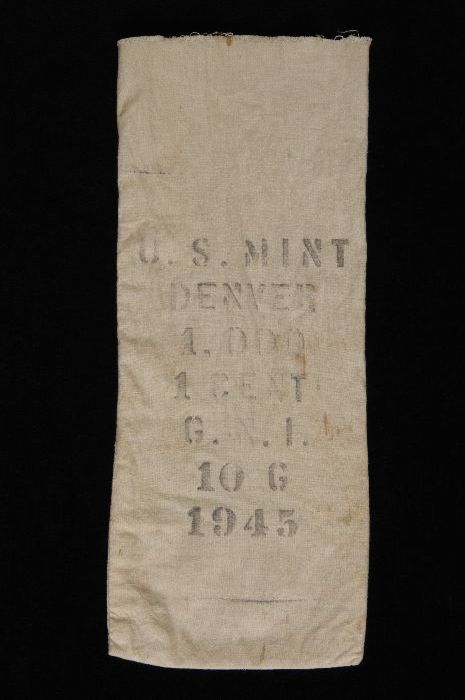 U. S. MINT
DENVER
1,000
1 CENT
G. N. I.
10 G
1945